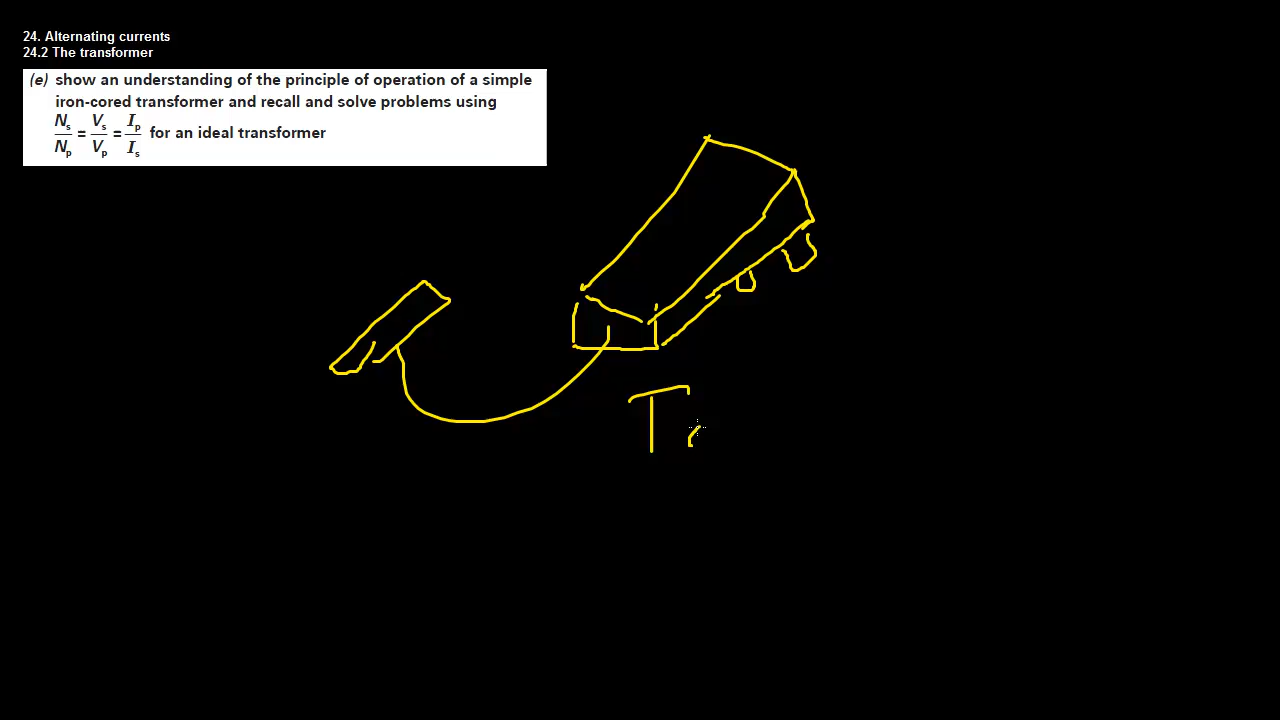 24. Alternating currents
24.2 The transformer
(e) show an understanding of the principle of operation of a simple
iron-cored transformer and recall and solve problems using
Ns/Np = Vs/Vp = Ip/Is for an ideal transformer
Tr